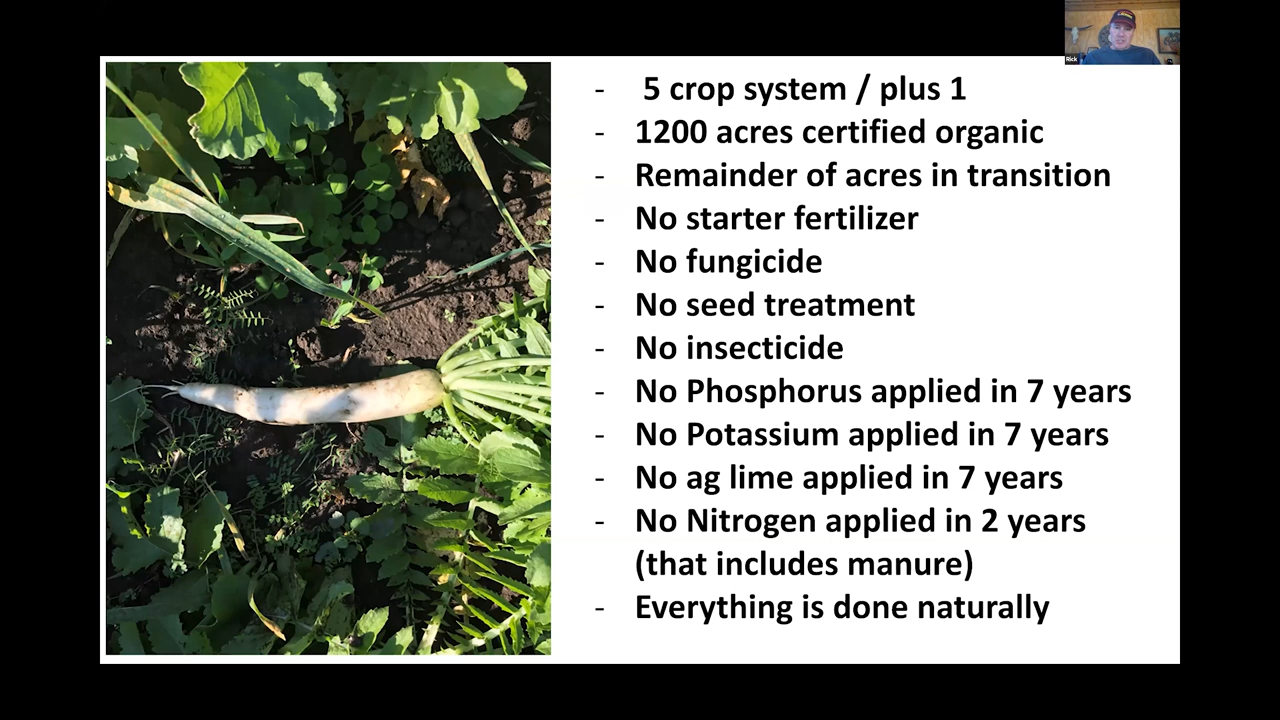 Rick
- 5 crop system / plus 1
- 1200 acres certified organic
- Remainder of acres in transition
- No starter fertilizer
- No fungicide
- No seed treatment
- No insecticide
- No Phosphorus applied in 7 years
- No Potassium applied in 7 years
- No ag lime applied in 7 years
- No Nitrogen applied in 2 years
(that includes manure)
- Everything is done naturally